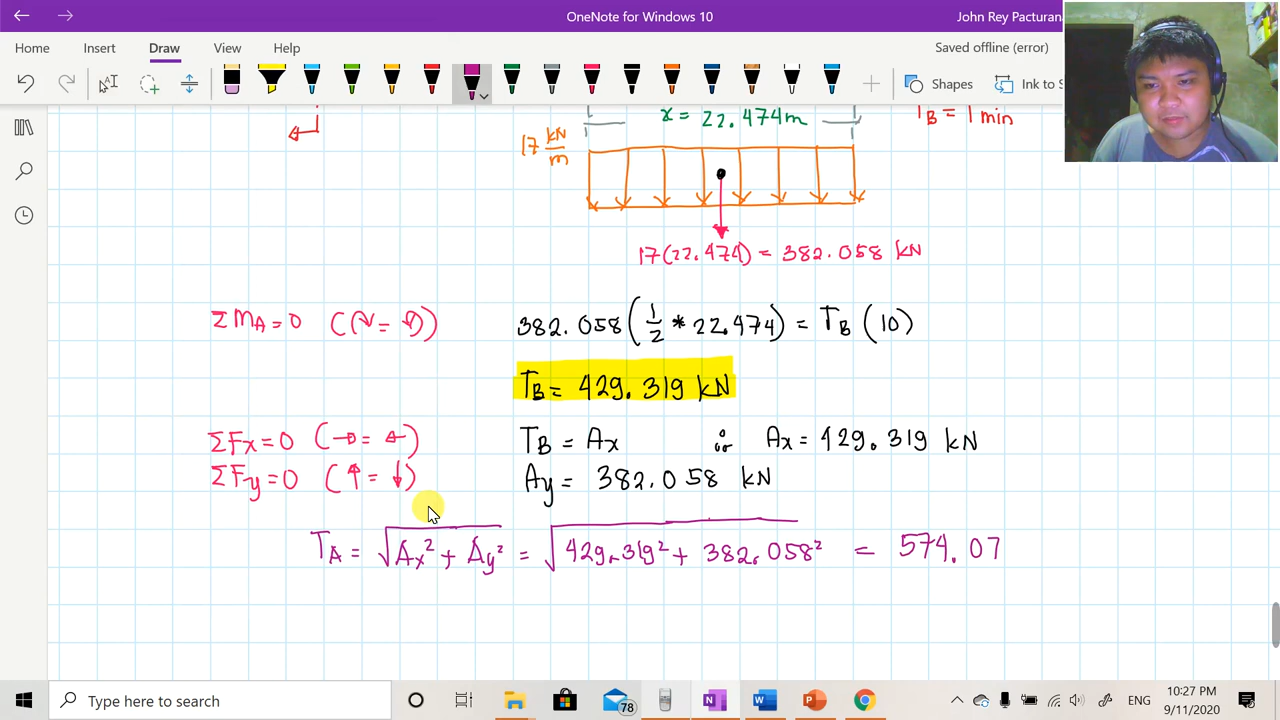 OneNote for Windows 10
John Rey Pacturan
Home Insert Draw View Help
Saved offline (error)
Shapes
Ink to S
x = 22.474m
TB = 1 min
17 kN/m
17(22.474) = 382.058 kN
ΣMA=0
382.058(1/2 * 22.474) = TB (10)
TB = 429.319 kN
ΣFx=0 (→ = ←) TB = Ax ∴ Ax = 429.319 kN
ΣFy=0 (↑ = ↓) Ay = 382.058 kN
TA = √Ax² + Ay² = √429.319² + 382.058² = 574.07
Type here to search
78
ENG
10:27 PM
9/11/2020